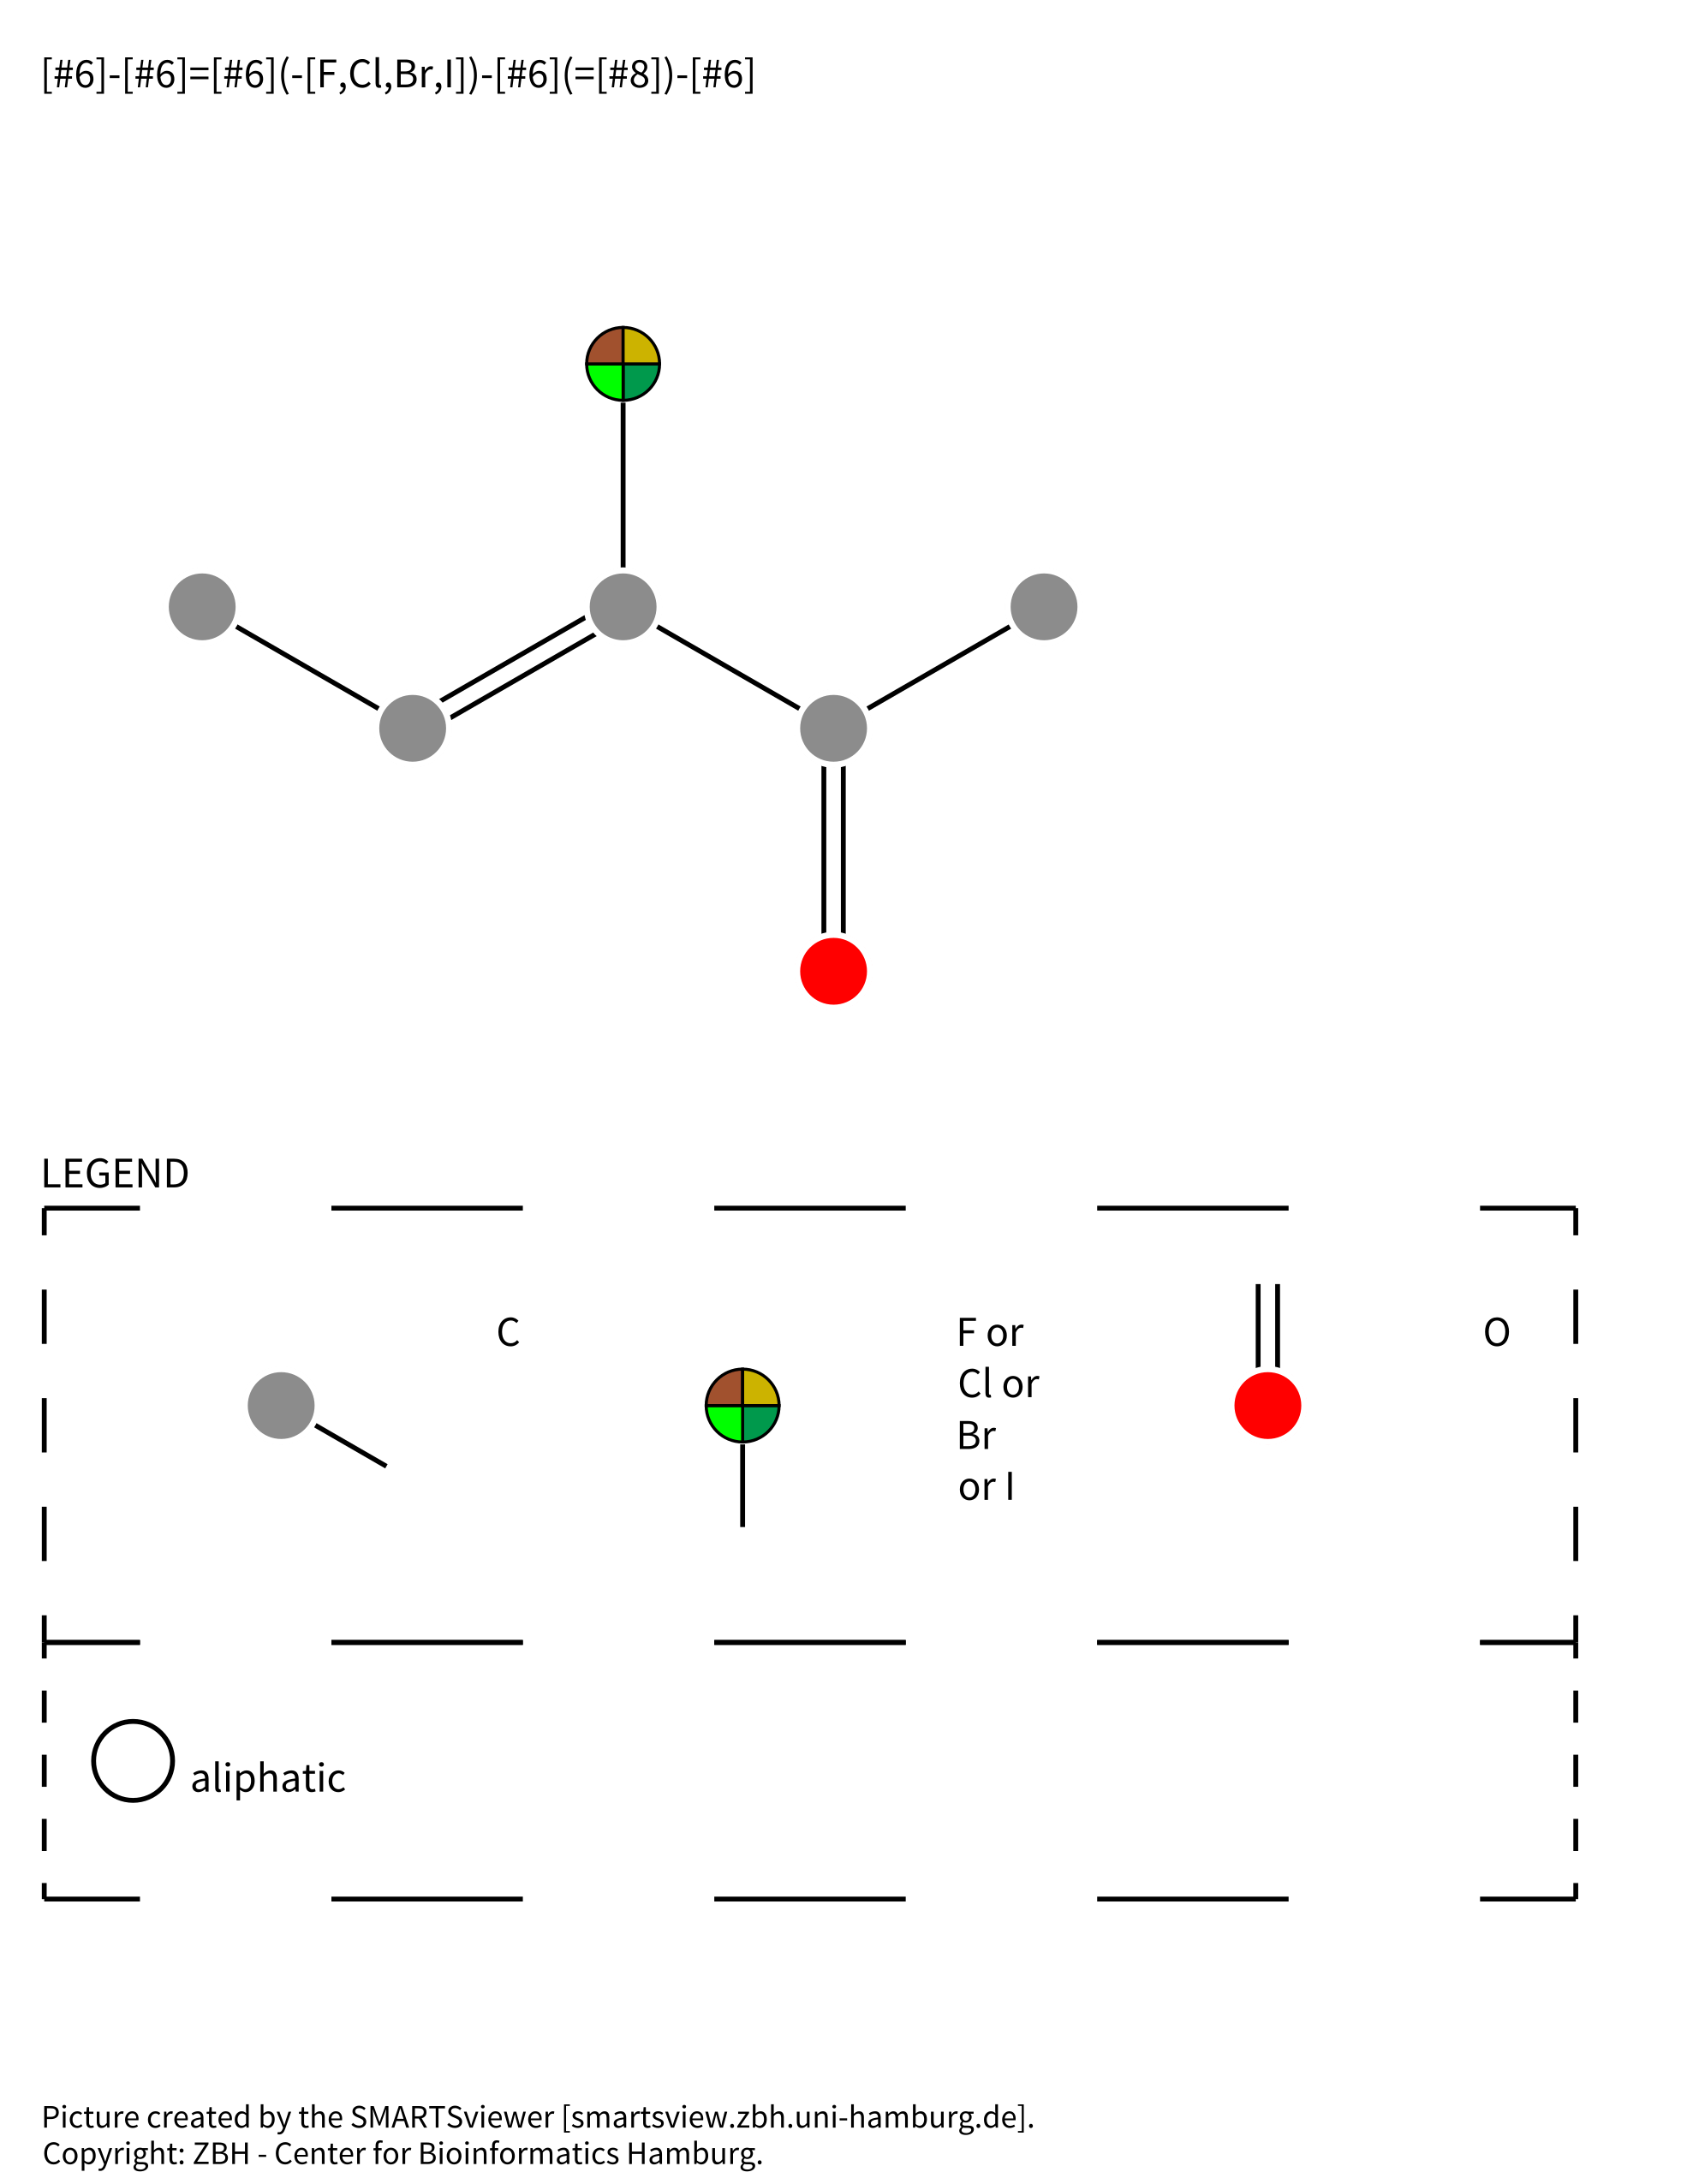 [#6]-[#6]=[#6](-[F,Cl,Br,I])-[#6](=[#8])-[#6]
LEGEND
C
F or
Cl or
Br
or I
O
aliphatic
Picture created by the SMARTSviewer [smartsview.zbh.uni-hamburg.de].
Copyright: ZBH - Center for Bioinformatics Hamburg.